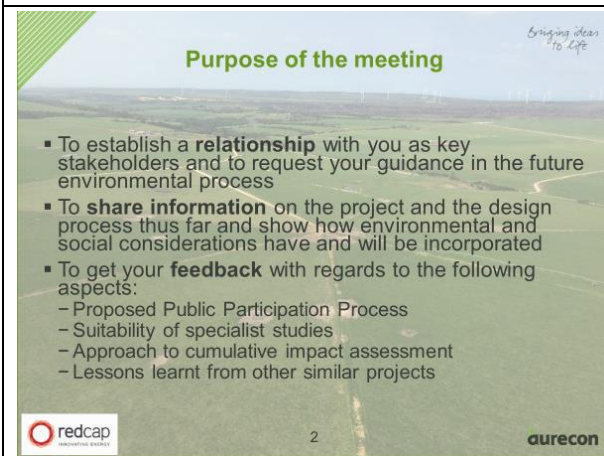 Bringing ideas
to life
Purpose of the meeting
▪ To establish a relationship with you as key
stakeholders and to request your guidance in the future
environmental process
▪ To share information on the project and the design
process thus far and show how environmental and
social considerations have and will be incorporated
▪ To get your feedback with regards to the following
aspects:
− Proposed Public Participation Process
− Suitability of specialist studies
− Approach to cumulative impact assessment
− Lessons learnt from other similar projects
redcap
INNOVATIVE ENERGY
2
aurecon